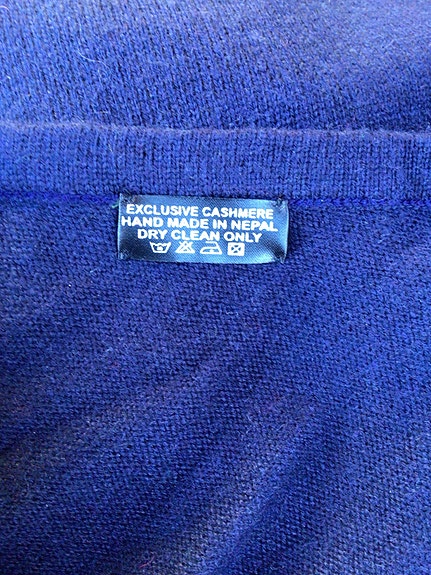 EXCLUSIVE CASHMERE
HAND MADE IN NEPAL
DRY CLEAN ONLY